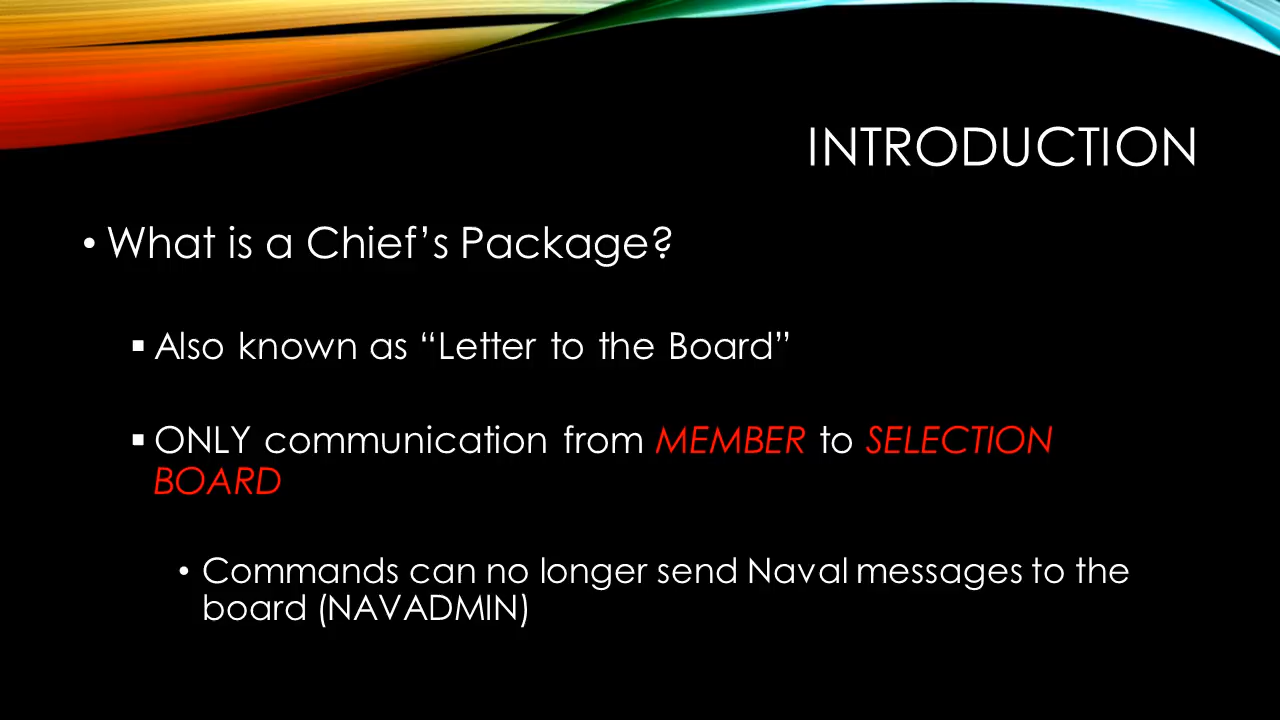 INTRODUCTION
• What is a Chief’s Package?
▪ Also known as “Letter to the Board”
▪ ONLY communication from MEMBER to SELECTION
BOARD
• Commands can no longer send Naval messages to the
board (NAVADMIN)